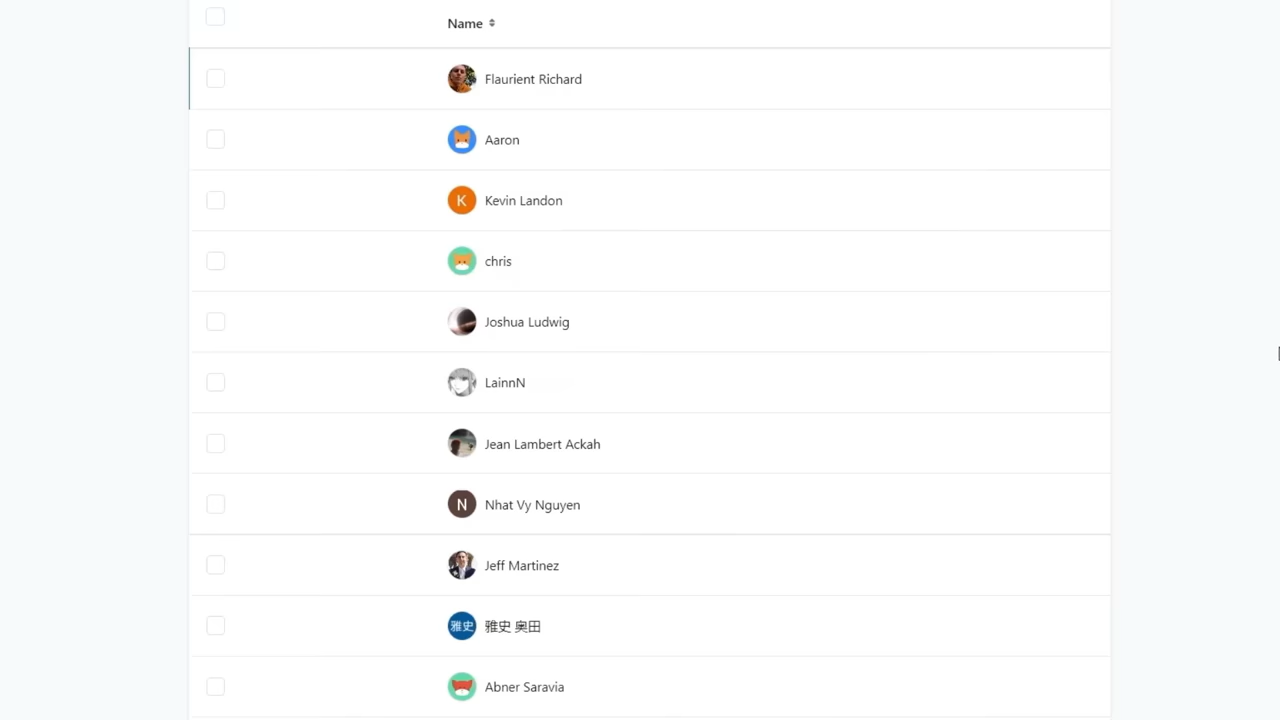 Name
Flaurient Richard
Aaron
K Kevin Landon
chris
Joshua Ludwig
LainnN
Jean Lambert Ackah
N Nhat Vy Nguyen
Jeff Martinez
雅史 雅史 奥田
Abner Saravia